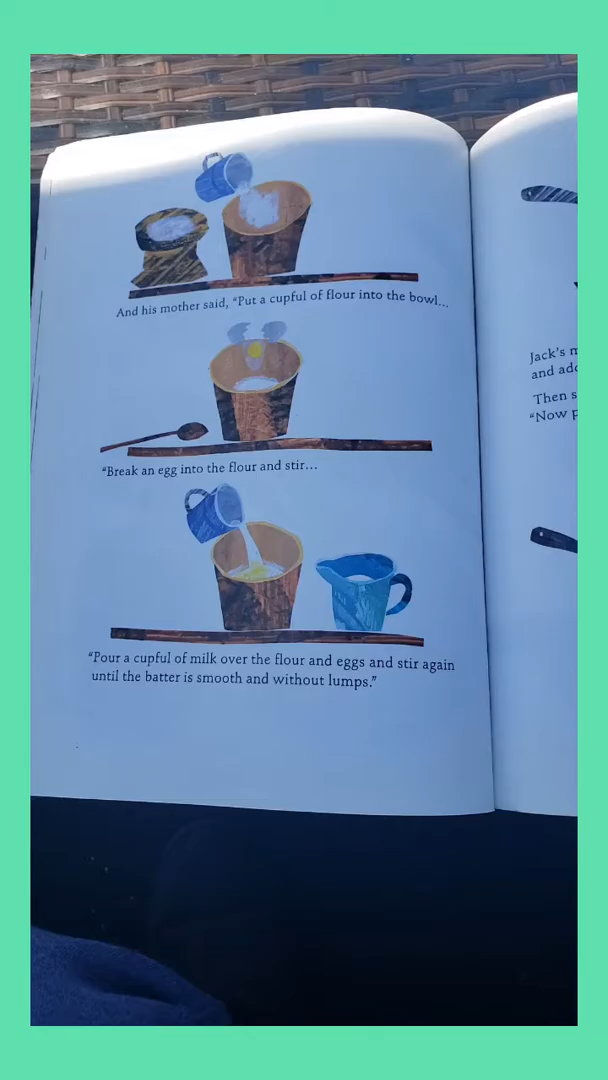 And his mother said, “Put a cupful of flour into the bowl...
“Break an egg into the flour and stir...
“Pour a cupful of milk over the flour and eggs and stir again
until the batter is smooth and without lumps.”
Jack’s
and
Then
“Now